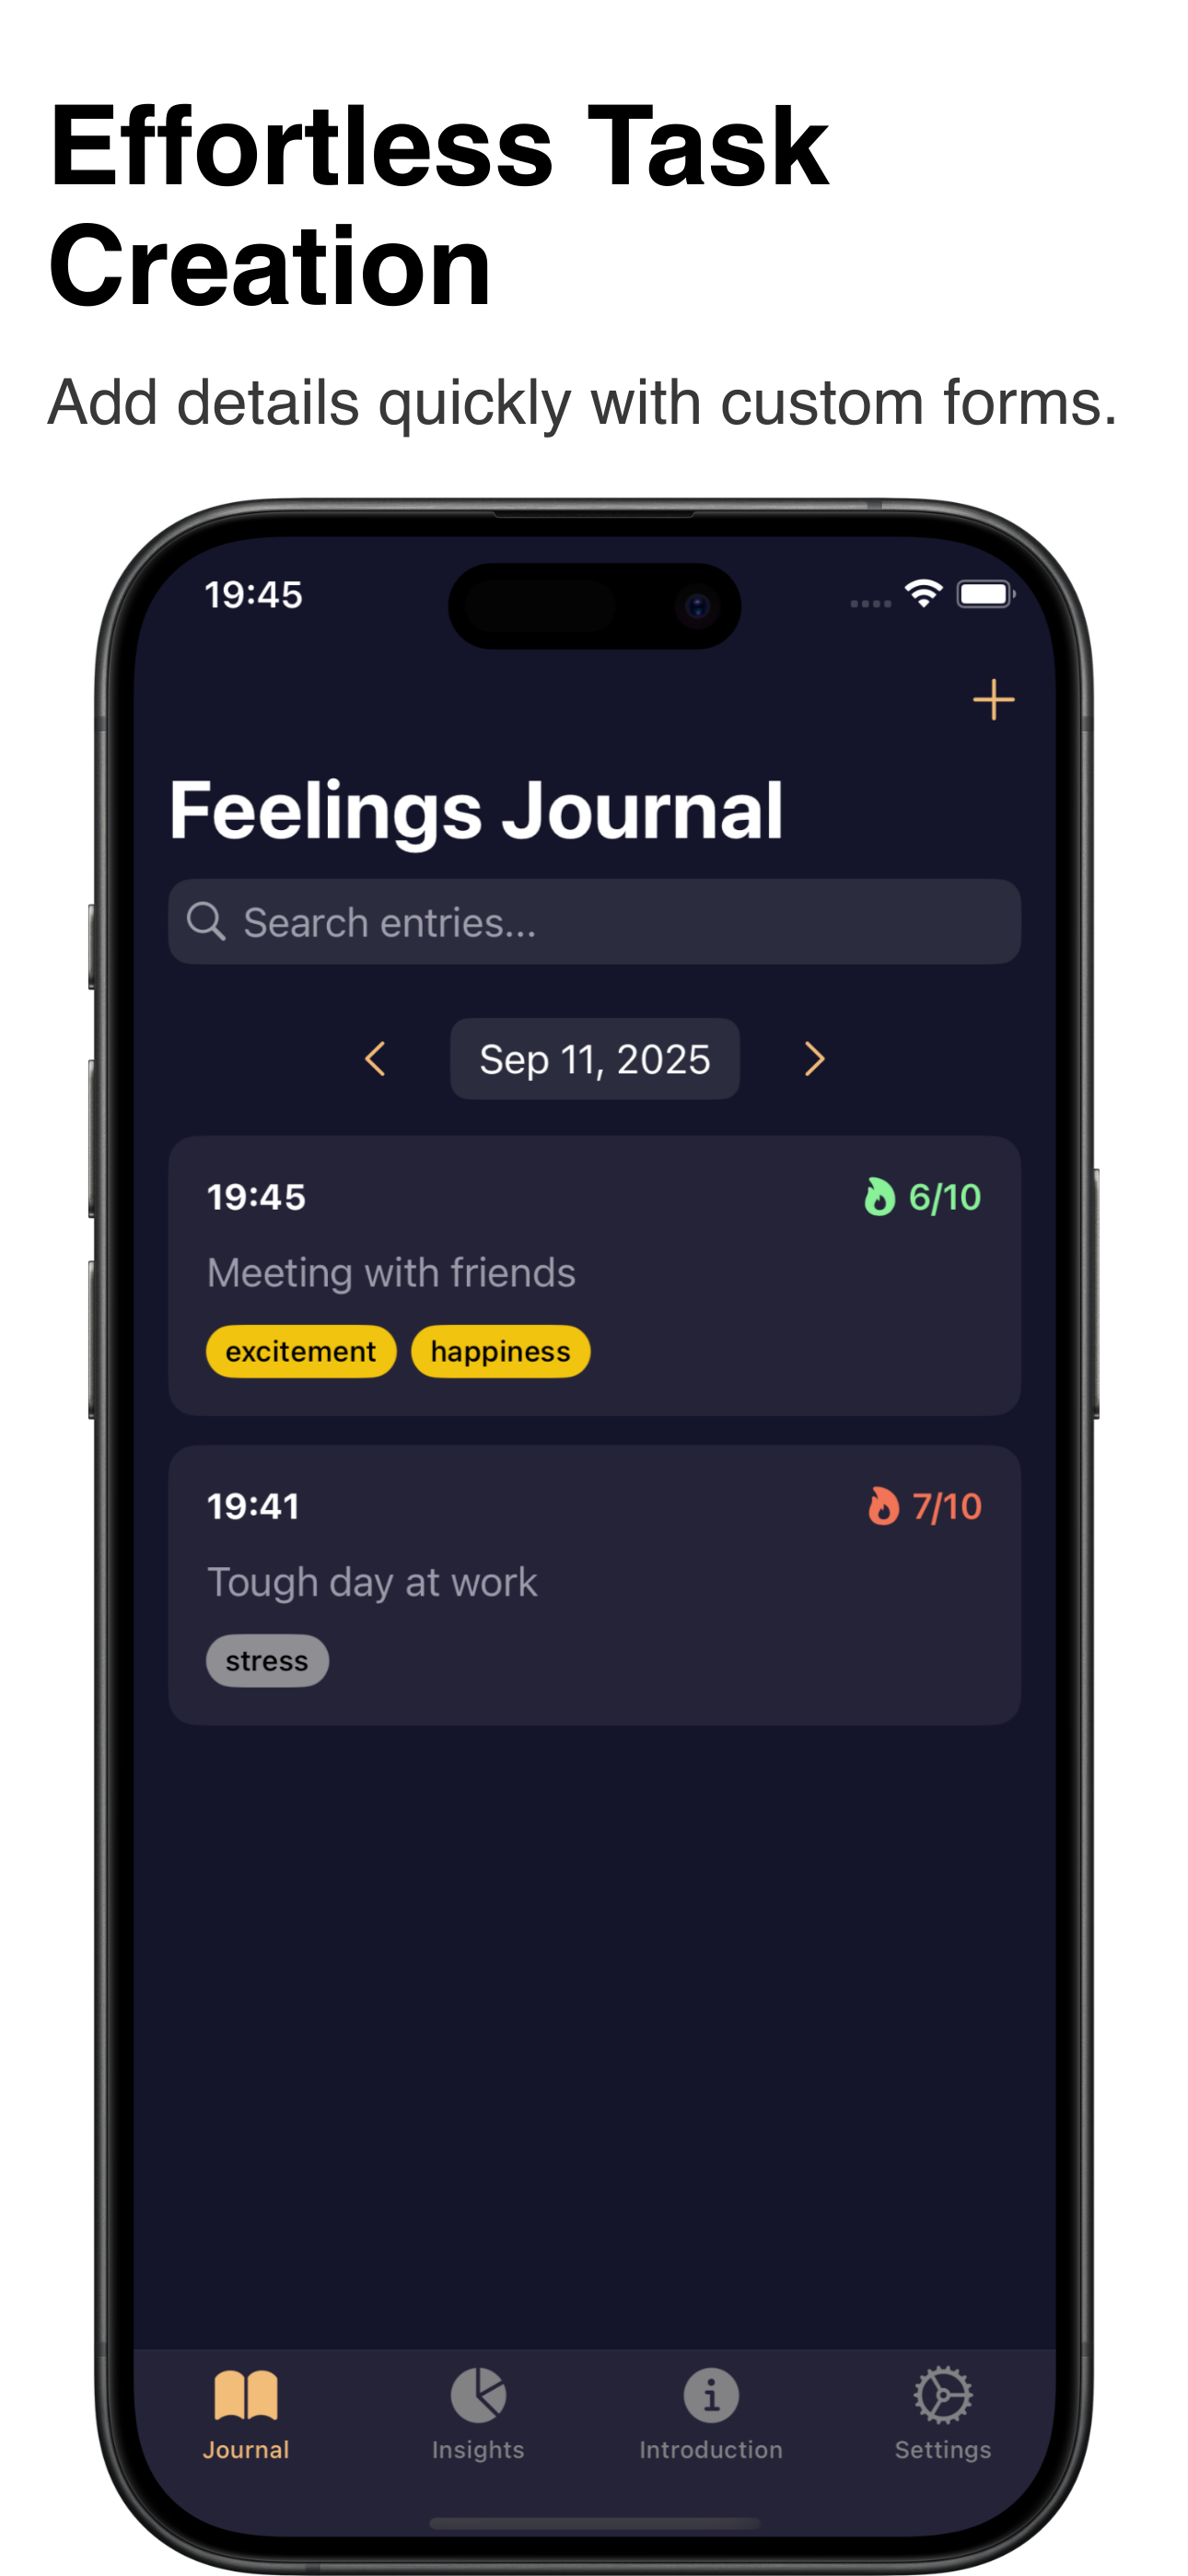 Effortless Task
Creation
Add details quickly with custom forms.
19:45
Feelings Journal
Search entries...
Sep 11, 2025
19:45
6/10
Meeting with friends
excitement
happiness
19:41
7/10
Tough day at work
stress
Journal
Insights
Introduction
Settings